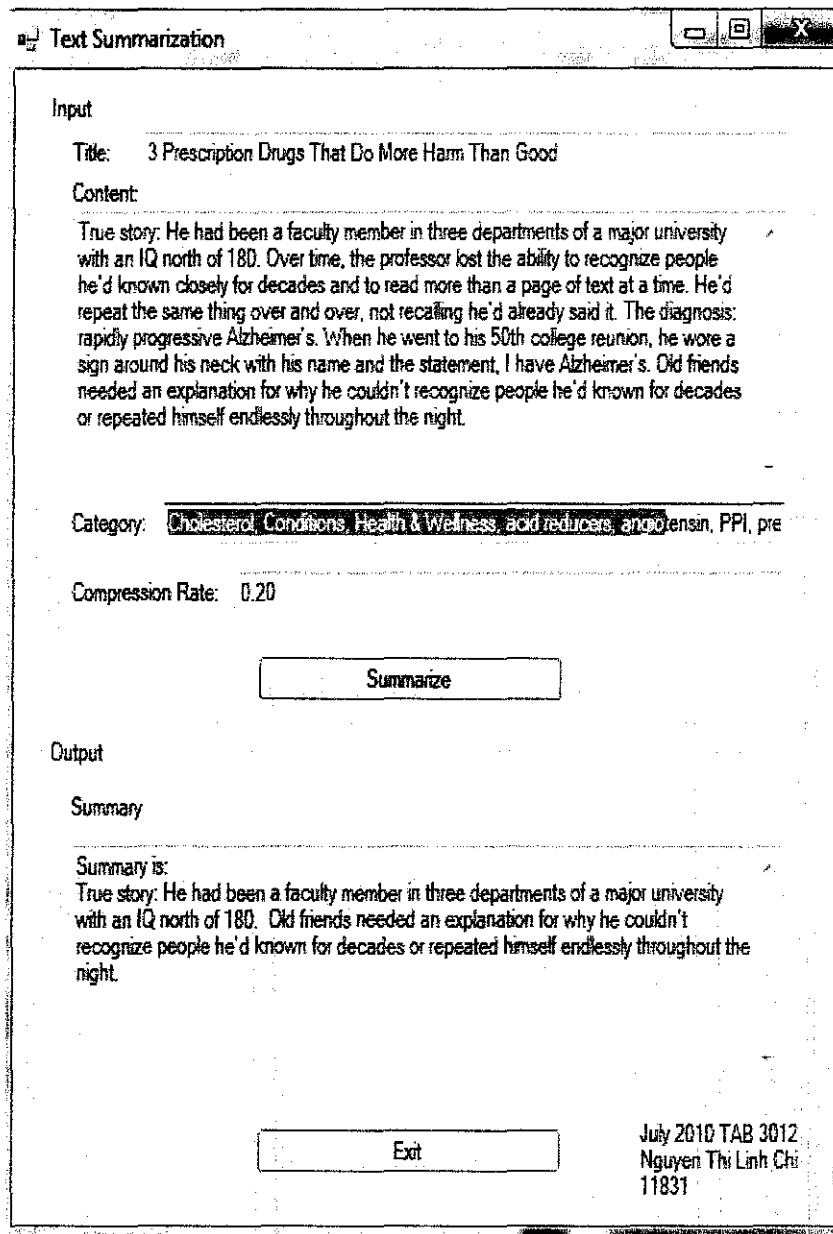 Text Summarization
Input
Title: 3 Prescription Drugs That Do More Harm Than Good
Content:
True story: He had been a faculty member in three departments of a major university
with an IQ north of 180. Over time, the professor lost the ability to recognize people
he'd known closely for decades and to read more than a page of text at a time. He'd
repeat the same thing over and over, not recalling he'd already said it. The diagnosis:
rapidly progressive Alzheimer's. When he went to his 50th college reunion, he wore a
sign around his neck with his name and the statement, I have Alzheimer's. Old friends
needed an explanation for why he couldn't recognize people he'd known for decades
or repeated himself endlessly throughout the night.
Category: Cholesterol, Conditions, Health & Wellness, acid reducers, angiotensin, PPI, pre
Compression Rate: 0.20
Summarize
Output
Summary
Summary is:
True story: He had been a faculty member in three departments of a major university
with an IQ north of 180. Old friends needed an explanation for why he couldn't
recognize people he'd known for decades or repeated himself endlessly throughout the
night.
Exit
July 2010 TAB 3012
Nguyen Thi Linh Chi
11831